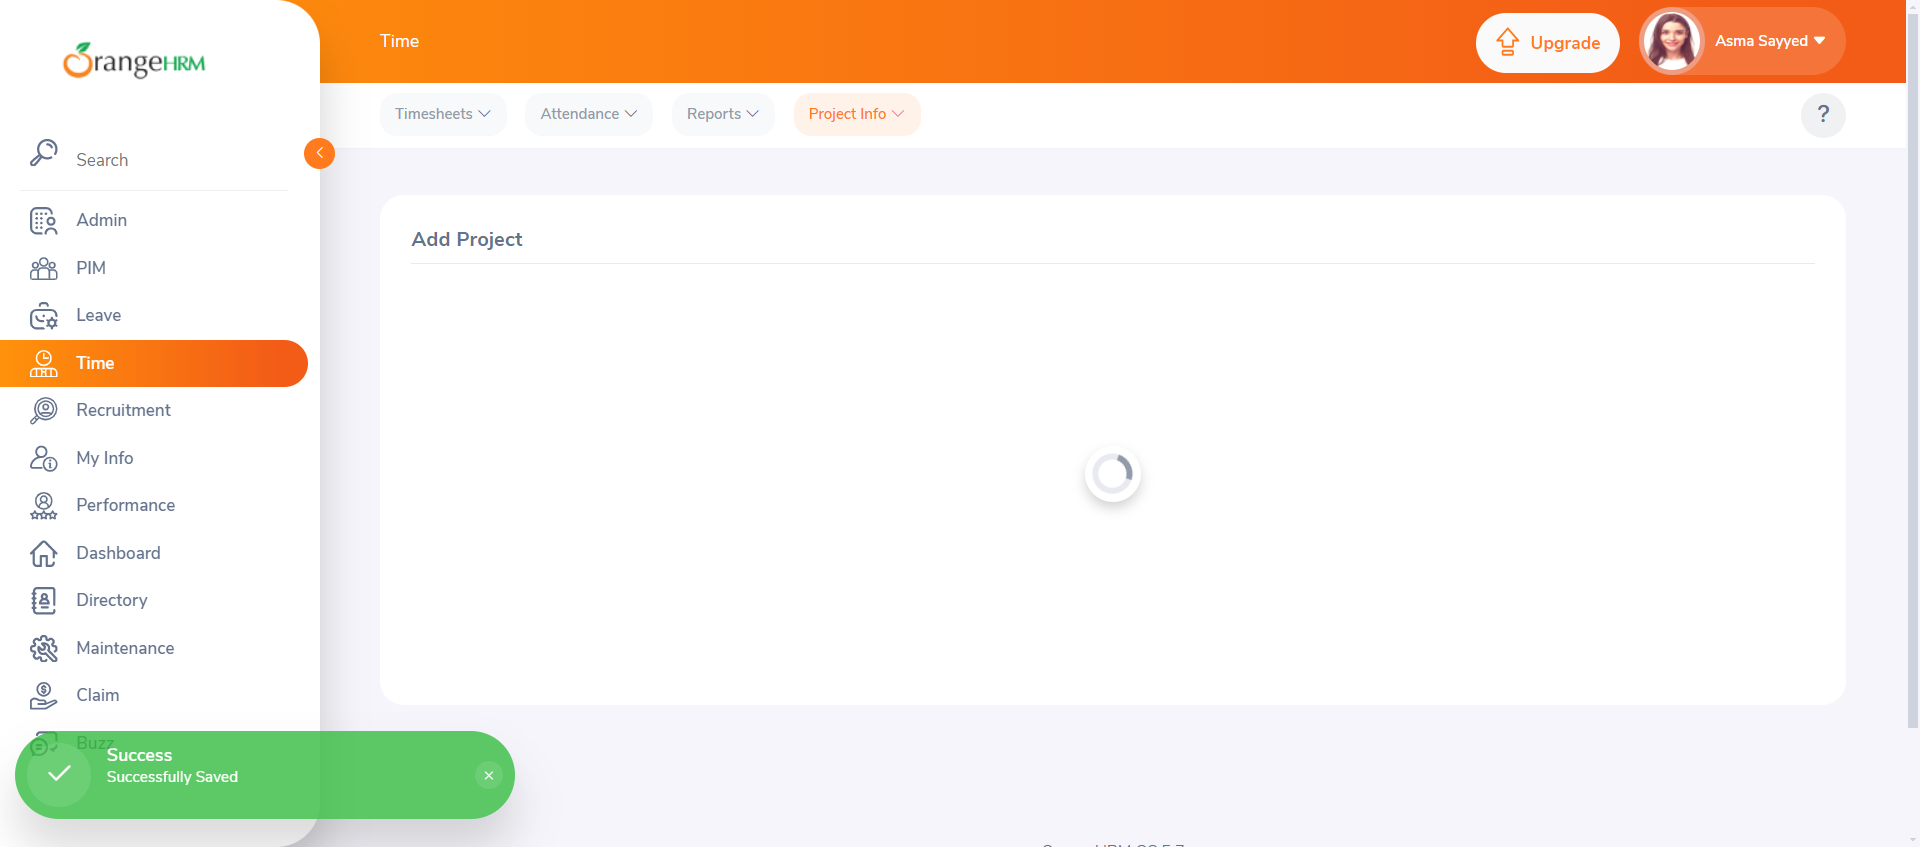 OrangeHRM
Time
Upgrade
Asma Sayyed
Timesheets
Attendance
Reports
Project Info
?
Search
Admin
PIM
Leave
Time
Recruitment
My Info
Performance
Dashboard
Directory
Maintenance
Claim
Buzz
Add Project
Success
Successfully Saved